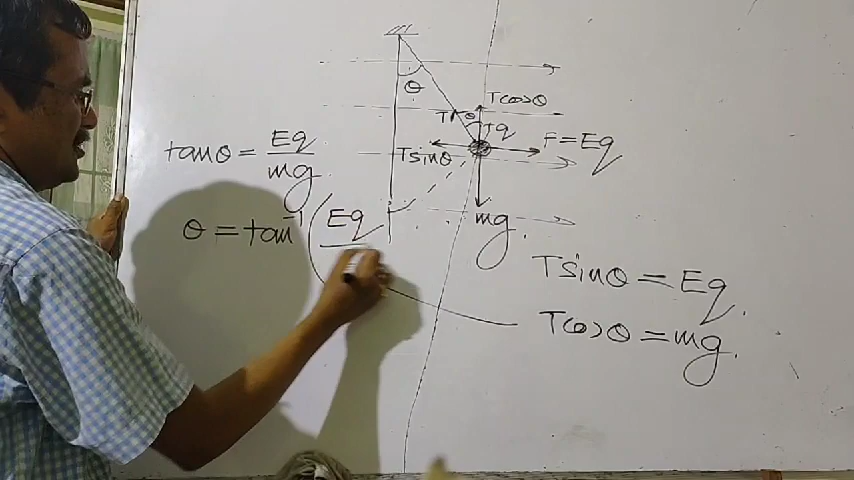 θ
Tcosθ
T
θ
q
F=Eq
Tsinθ
tanθ = Eq/mg
mg
θ = tan⁻¹(Eq
Tsinθ = Eq.
Tcosθ = mg.